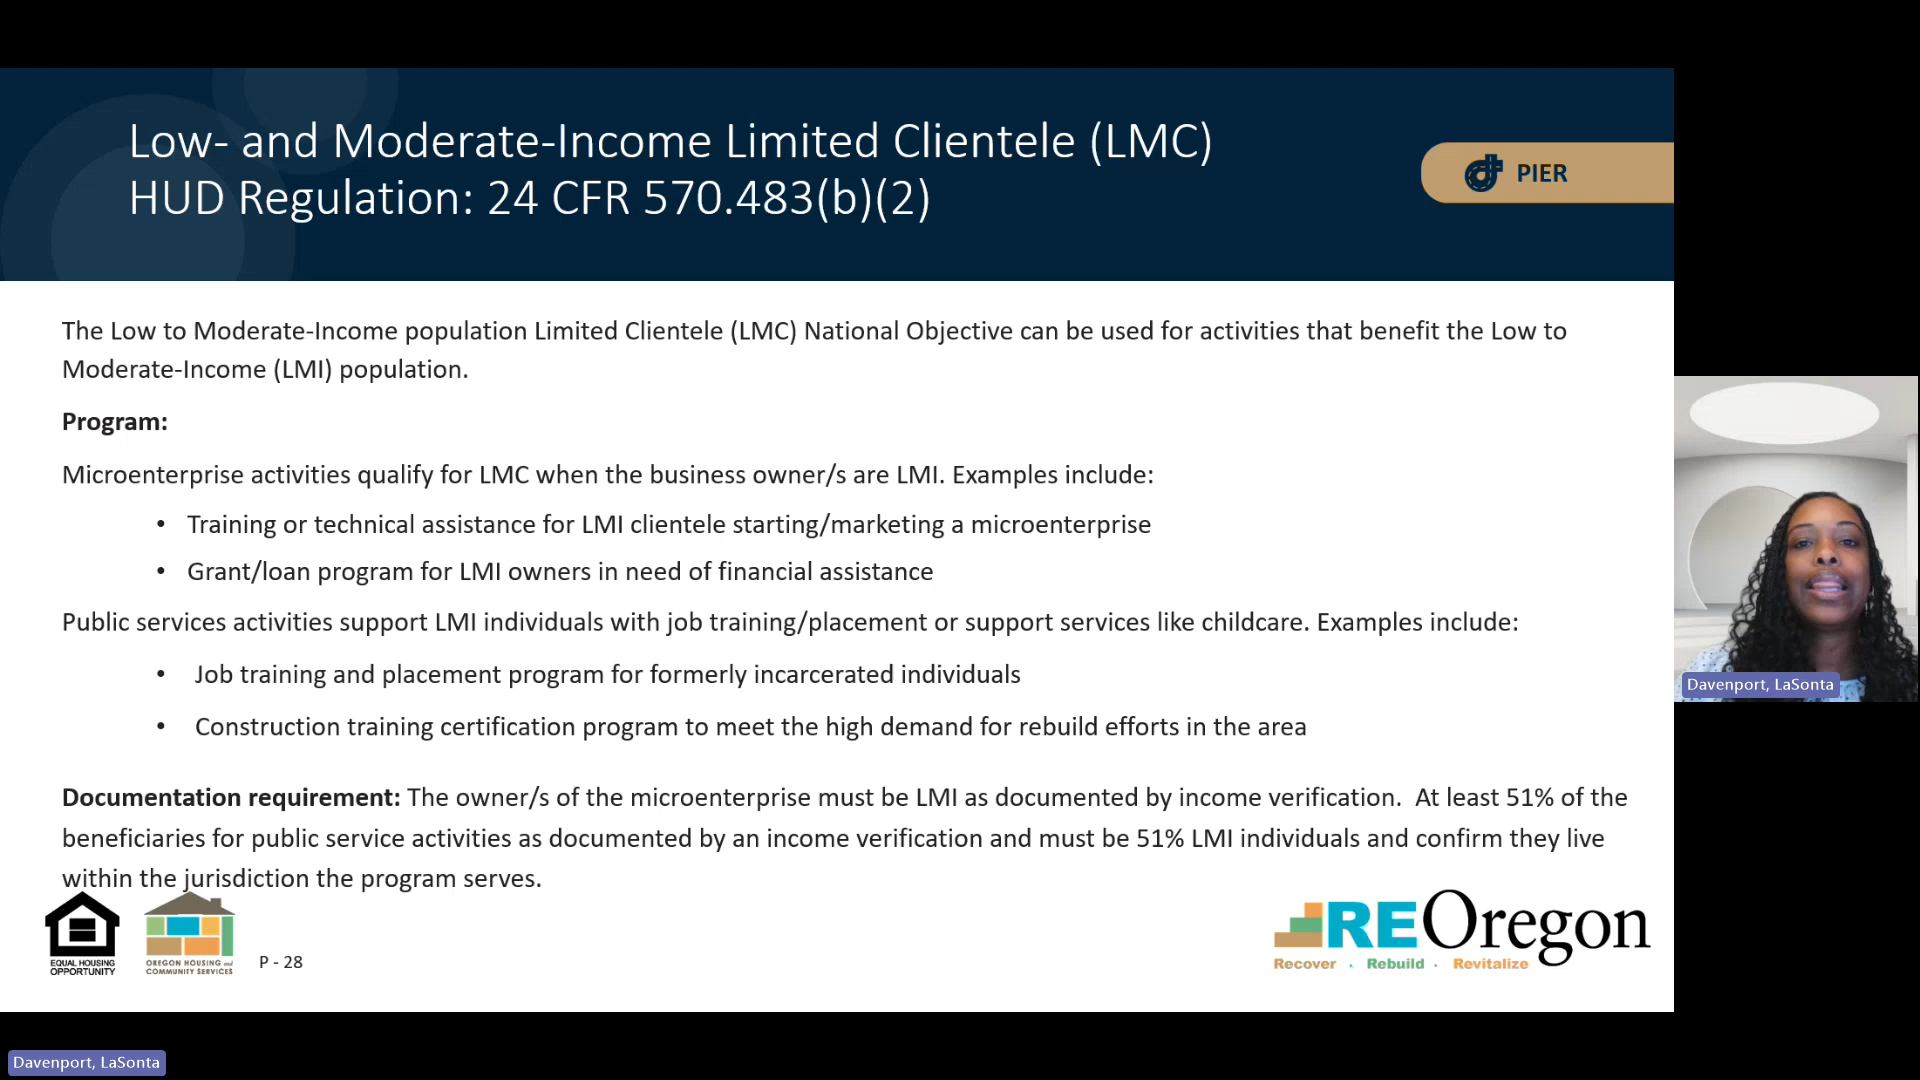 Low- and Moderate-Income Limited Clientele (LMC)
HUD Regulation: 24 CFR 570.483(b)(2)
PIER
The Low to Moderate-Income population Limited Clientele (LMC) National Objective can be used for activities that benefit the Low to
Moderate-Income (LMI) population.
Program:
Microenterprise activities qualify for LMC when the business owner/s are LMI. Examples include:
• Training or technical assistance for LMI clientele starting/marketing a microenterprise
• Grant/loan program for LMI owners in need of financial assistance
Public services activities support LMI individuals with job training/placement or support services like childcare. Examples include:
• Job training and placement program for formerly incarcerated individuals
• Construction training certification program to meet the high demand for rebuild efforts in the area
Documentation requirement: The owner/s of the microenterprise must be LMI as documented by income verification. At least 51% of the
beneficiaries for public service activities as documented by an income verification and must be 51% LMI individuals and confirm they live
within the jurisdiction the program serves.
EQUAL HOUSING
OPPORTUNITY
OREGON HOUSING and
COMMUNITY SERVICES
P - 28
REOregon
Recover . Rebuild . Revitalize
Davenport, LaSonta
Davenport, LaSonta